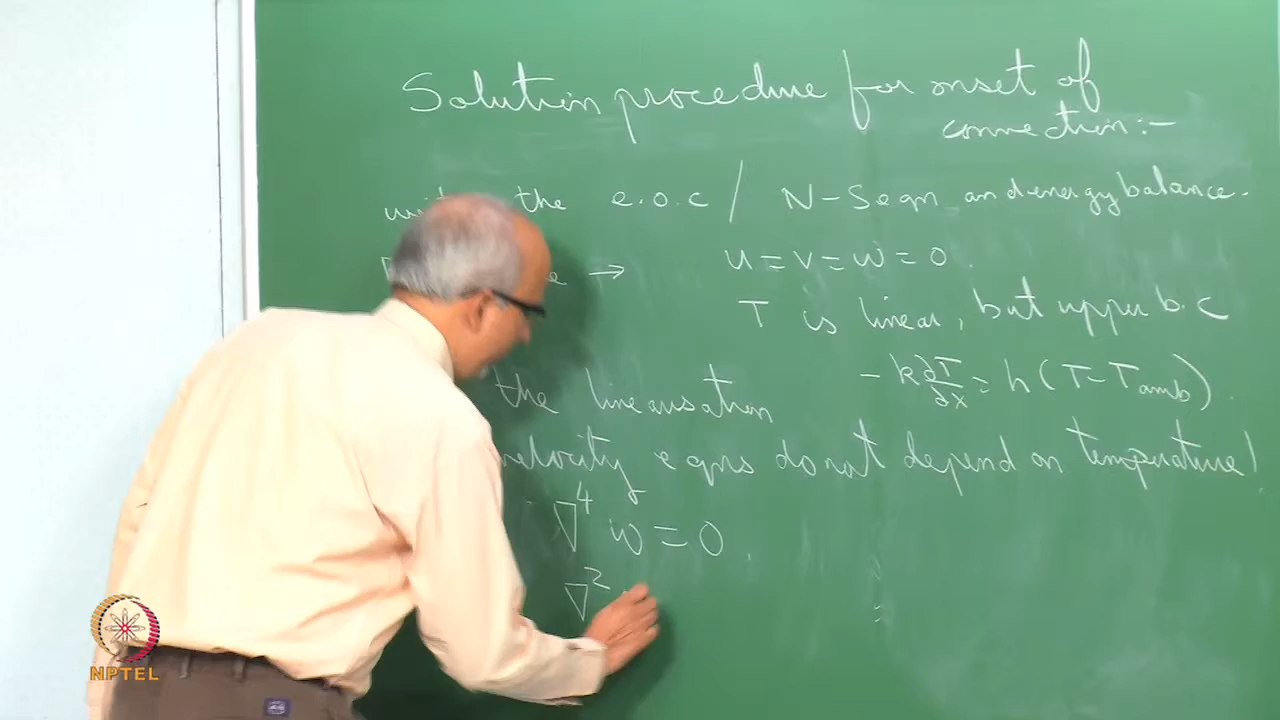 Solution procedure for onset of
convection:-
the e.o.c / N-S eqn and energy balance.
→ u = v = w = 0.
T is linear, but upper b.c
- k ∂T/∂x = h (T - Tamb).
the linearisation
velocity eqns do not depend on temperature!
∇⁴ w = 0.
∇²
NPTEL